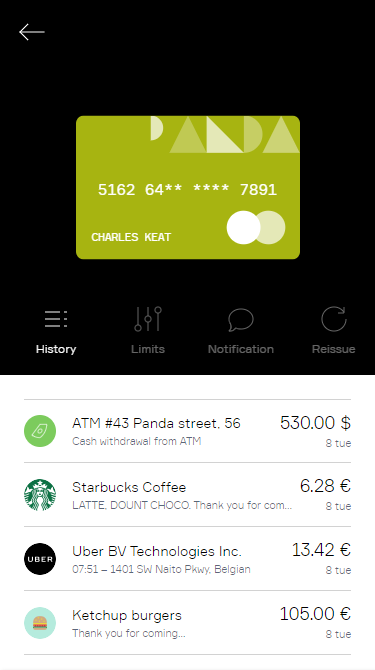 PANDA
5162 64** **** 7891
CHARLES KEAT
History
Limits
Notification
Reissue
ATM #43 Panda street, 56
530.00 $
Cash withdrawal from ATM
8 tue
Starbucks Coffee
6.28 €
LATTE, DOUNT CHOCO. Thank you for com...
8 tue
UBER
Uber BV Technologies Inc.
13.42 €
07:51 – 1401 SW Naito Pkwy, Belgian
8 tue
Ketchup burgers
105.00 €
Thank you for coming...
8 tue